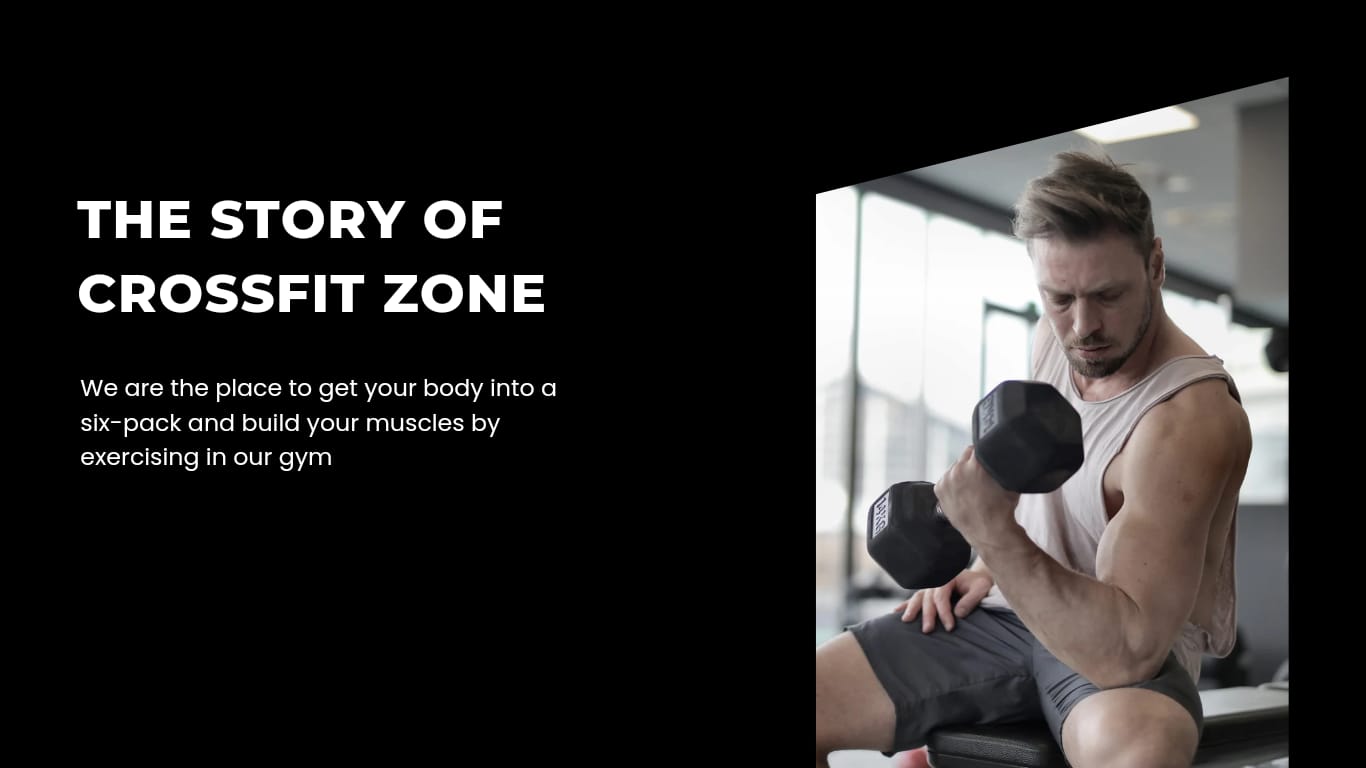 THE STORY OF
CROSSFIT ZONE
We are the place to get your body into a
six-pack and build your muscles by
exercising in our gym